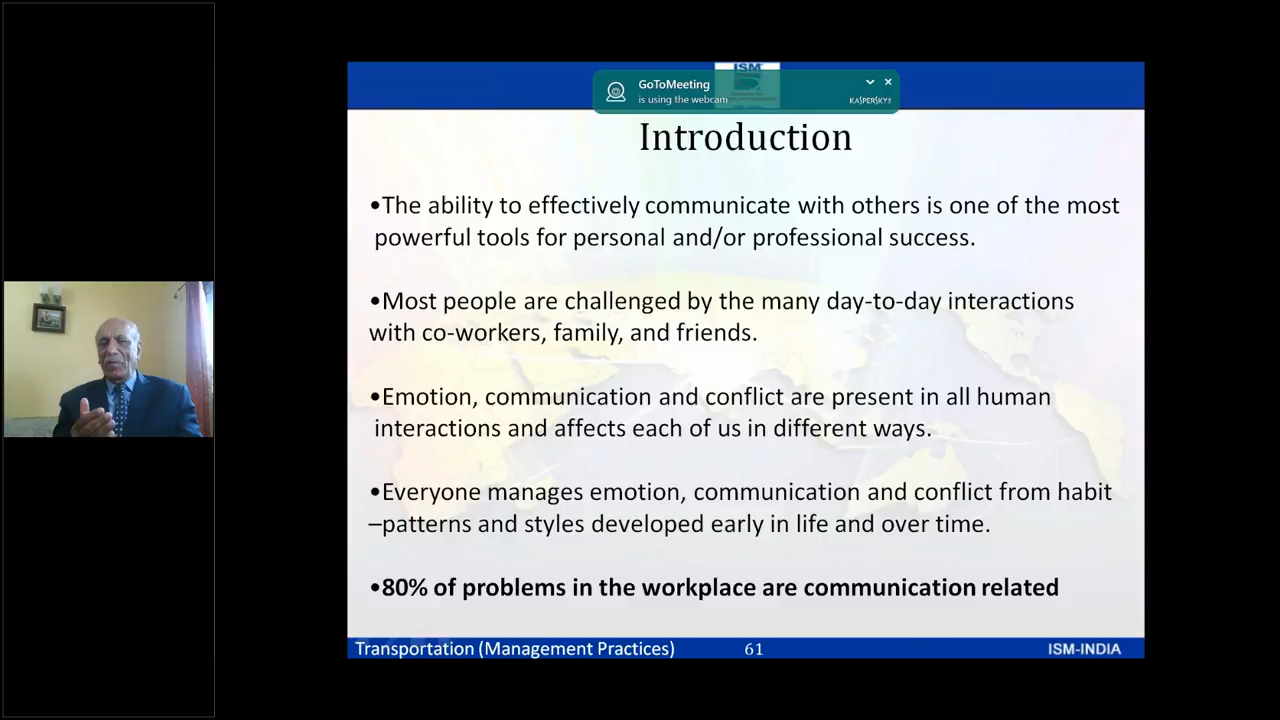 ISM
GoToMeeting
is using the webcam
KASPERSKY
Introduction
•The ability to effectively communicate with others is one of the most
powerful tools for personal and/or professional success.
•Most people are challenged by the many day-to-day interactions
with co-workers, family, and friends.
•Emotion, communication and conflict are present in all human
interactions and affects each of us in different ways.
•Everyone manages emotion, communication and conflict from habit
–patterns and styles developed early in life and over time.
•80% of problems in the workplace are communication related
Transportation (Management Practices) 61 ISM-INDIA